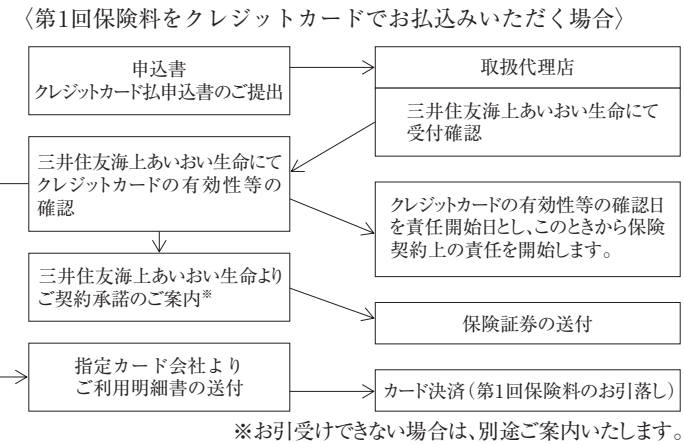 〈第1回保険料をクレジットカードでお払込みいただく場合〉
申込書
クレジットカード払申込書のご提出
取扱代理店
三井住友海上あいおい生命にて
受付確認
三井住友海上あいおい生命にて
クレジットカードの有効性等の
確認
クレジットカードの有効性等の確認日
を責任開始日とし、このときから保険
契約上の責任を開始します。
三井住友海上あいおい生命より
ご契約承諾のご案内※
保険証券の送付
指定カード会社より
ご利用明細書の送付
カード決済(第1回保険料のお引落し)
※お引受けできない場合は、別途ご案内いたします。